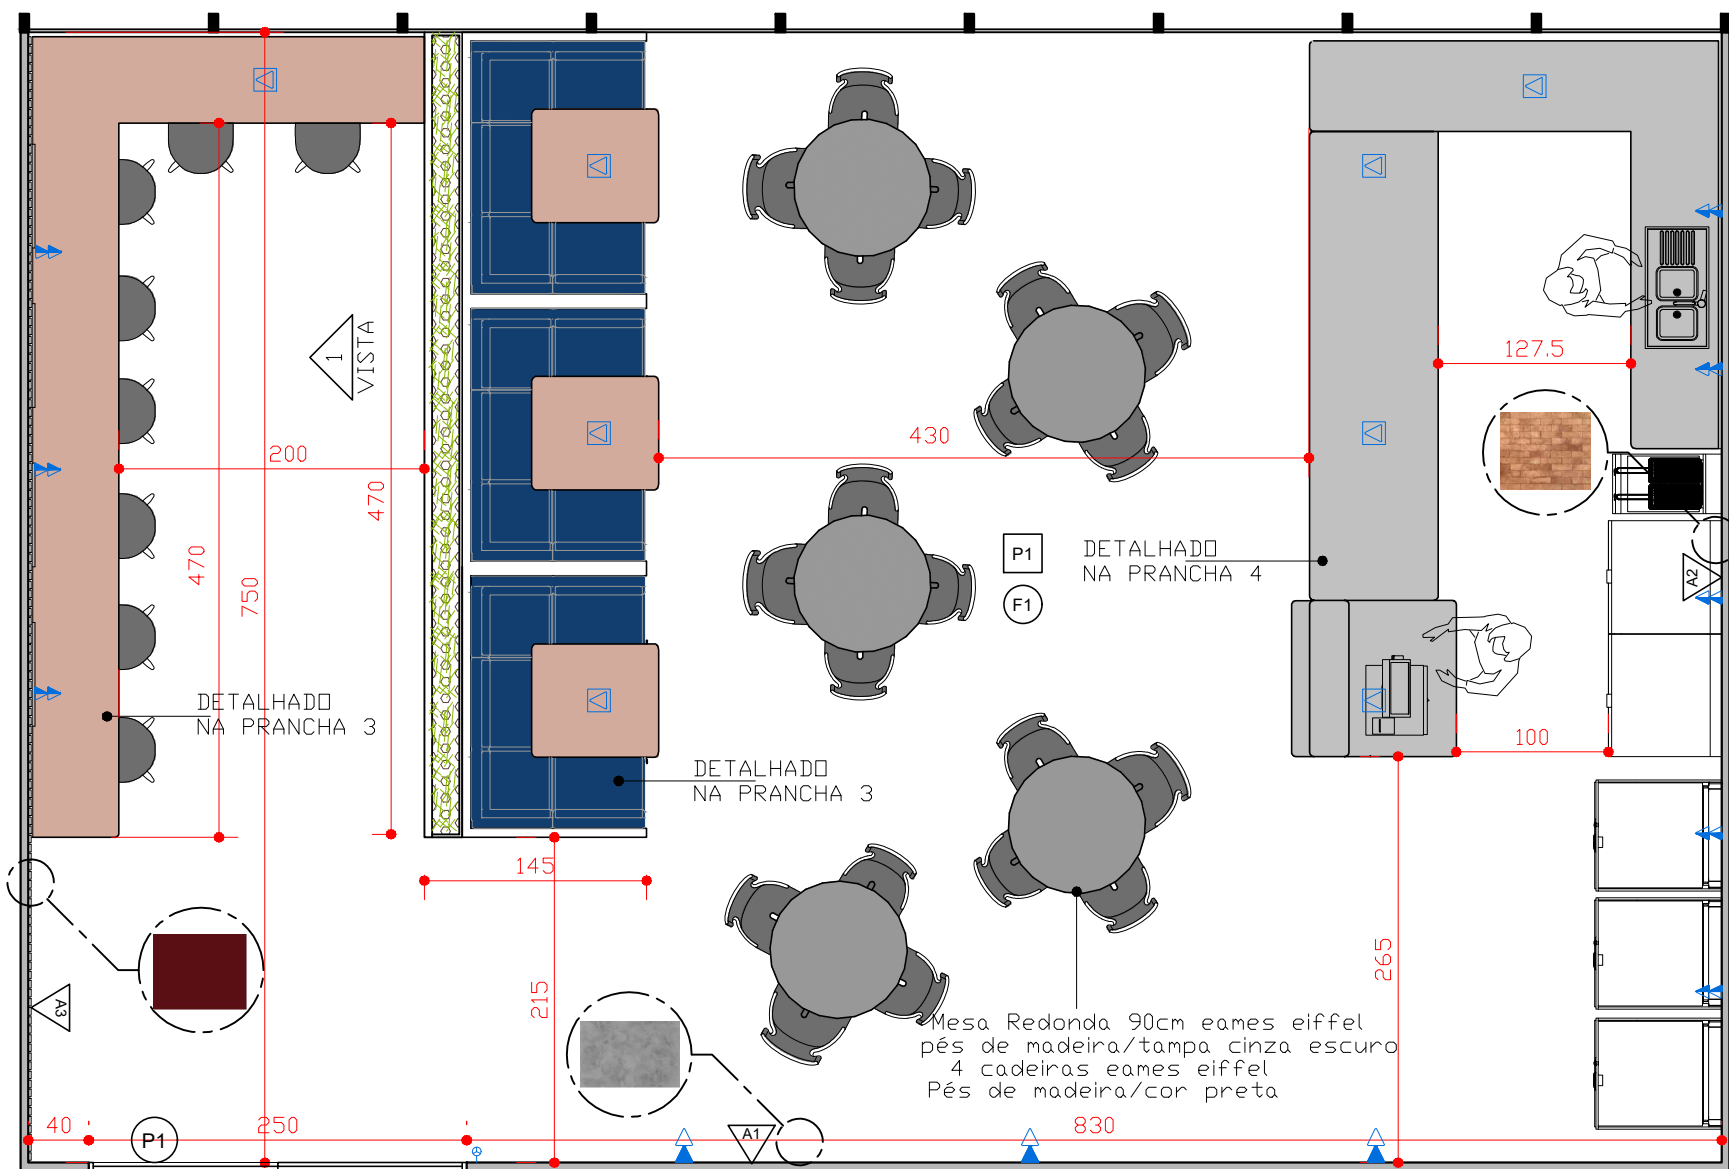 1
VISTA
127.5
430
200
470
P1
DETALHADO
NA PRANCHA 4
470
750
F1
A2
DETALHADO
NA PRANCHA 3
100
DETALHADO
NA PRANCHA 3
145
265
215
A3
Mesa Redonda 90cm eames eiffel
pés de madeira/tampa cinza escuro
4 cadeiras eames eiffel
Pés de madeira/cor preta
40
P1
250
A1
830